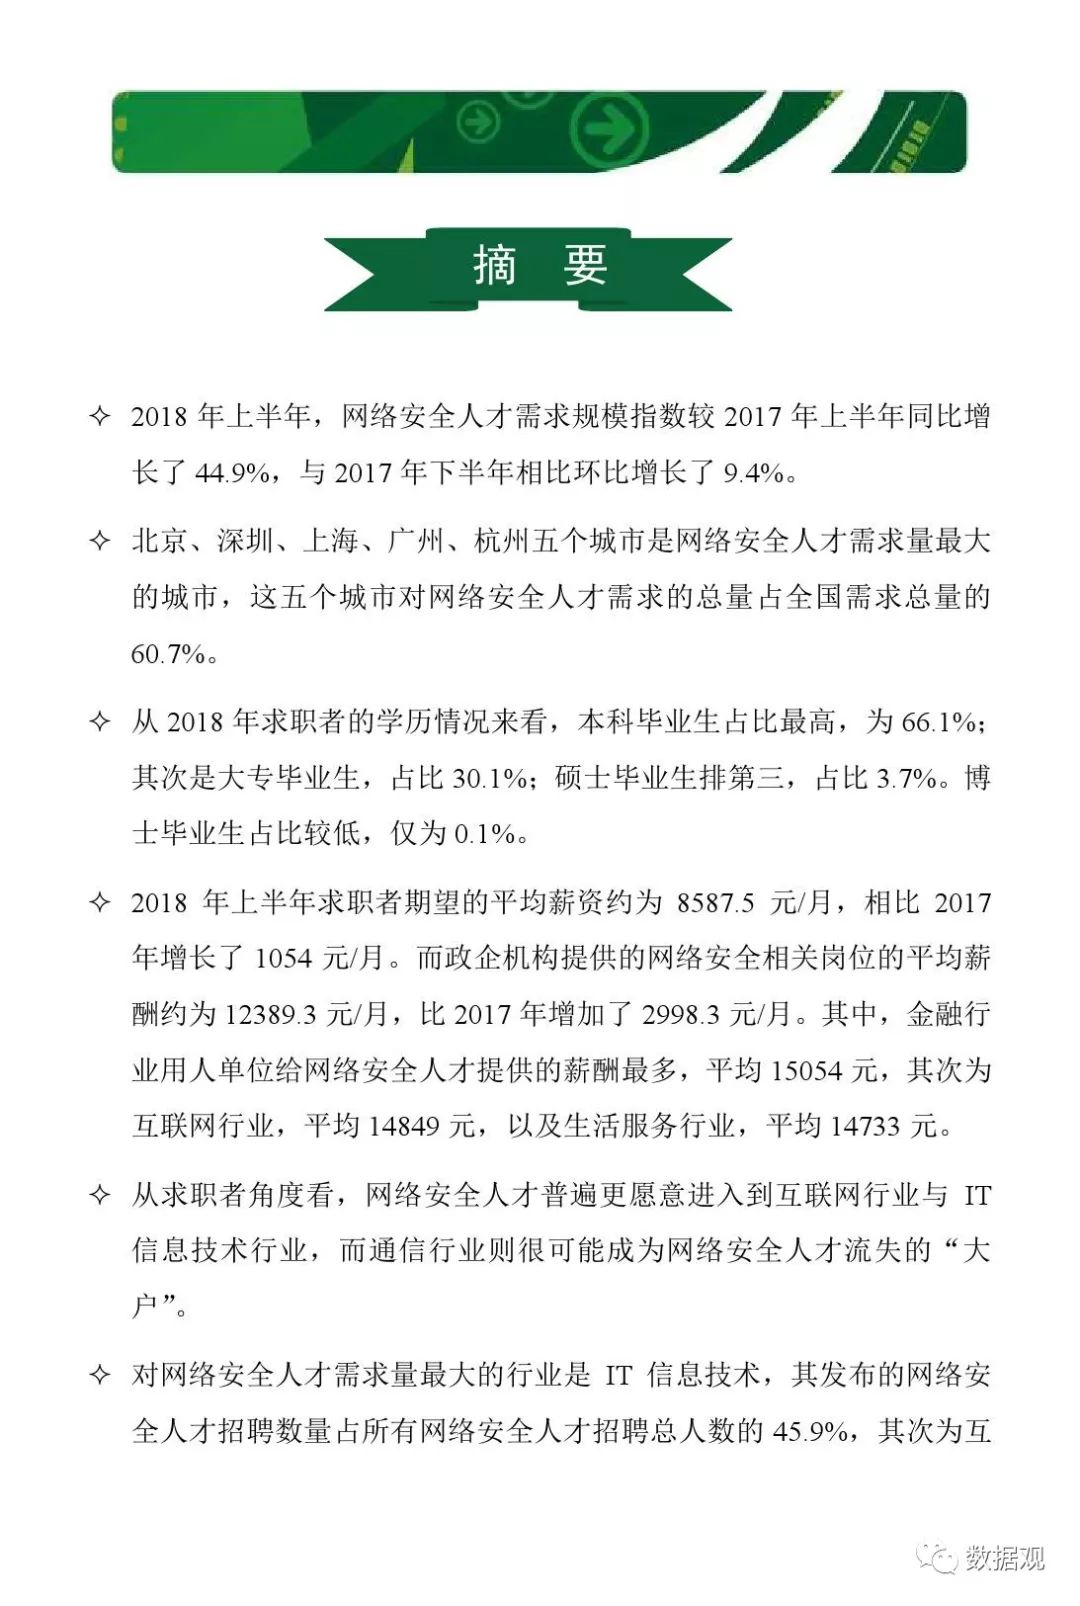 摘 要
✧ 2018 年上半年，网络安全人才需求规模指数较 2017 年上半年同比增
长了 44.9%，与 2017 年下半年相比环比增长了 9.4%。
✧ 北京、深圳、上海、广州、杭州五个城市是网络安全人才需求量最大
的城市，这五个城市对网络安全人才需求的总量占全国需求总量的
60.7%。
✧ 从 2018 年求职者的学历情况来看，本科毕业生占比最高，为 66.1%；
其次是大专毕业生，占比 30.1%；硕士毕业生排第三，占比 3.7%。博
士毕业生占比较低，仅为 0.1%。
✧ 2018 年上半年求职者期望的平均薪资约为 8587.5 元/月，相比 2017
年增长了 1054 元/月。而政企机构提供的网络安全相关岗位的平均薪
酬约为 12389.3 元/月，比 2017 年增加了 2998.3 元/月。其中，金融行
业用人单位给网络安全人才提供的薪酬最多，平均 15054 元，其次为
互联网行业，平均 14849 元，以及生活服务行业，平均 14733 元。
✧ 从求职者角度看，网络安全人才普遍更愿意进入到互联网行业与 IT
信息技术行业，而通信行业则很可能成为网络安全人才流失的“大
户”。
✧ 对网络安全人才需求量最大的行业是 IT 信息技术，其发布的网络安
全人才招聘数量占所有网络安全人才招聘总人数的 45.9%，其次为互
数据观